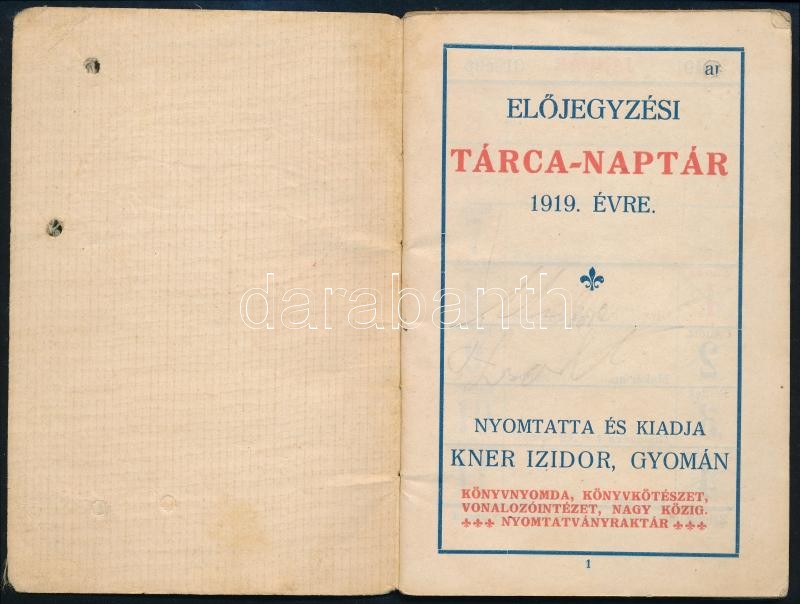 ELŐJEGYZÉSI
TÁRCA-NAPTÁR
1919. ÉVRE.
darabanth
NYOMTATTA ÉS KIADJA
KNER IZIDOR, GYOMÁN
KÖNYVNYOMDA, KÖNYVKÖTÉSZET,
VONALOZÓINTÉZET, NAGY KÖZIG.
NYOMTATVÁNYRAKTÁR
1